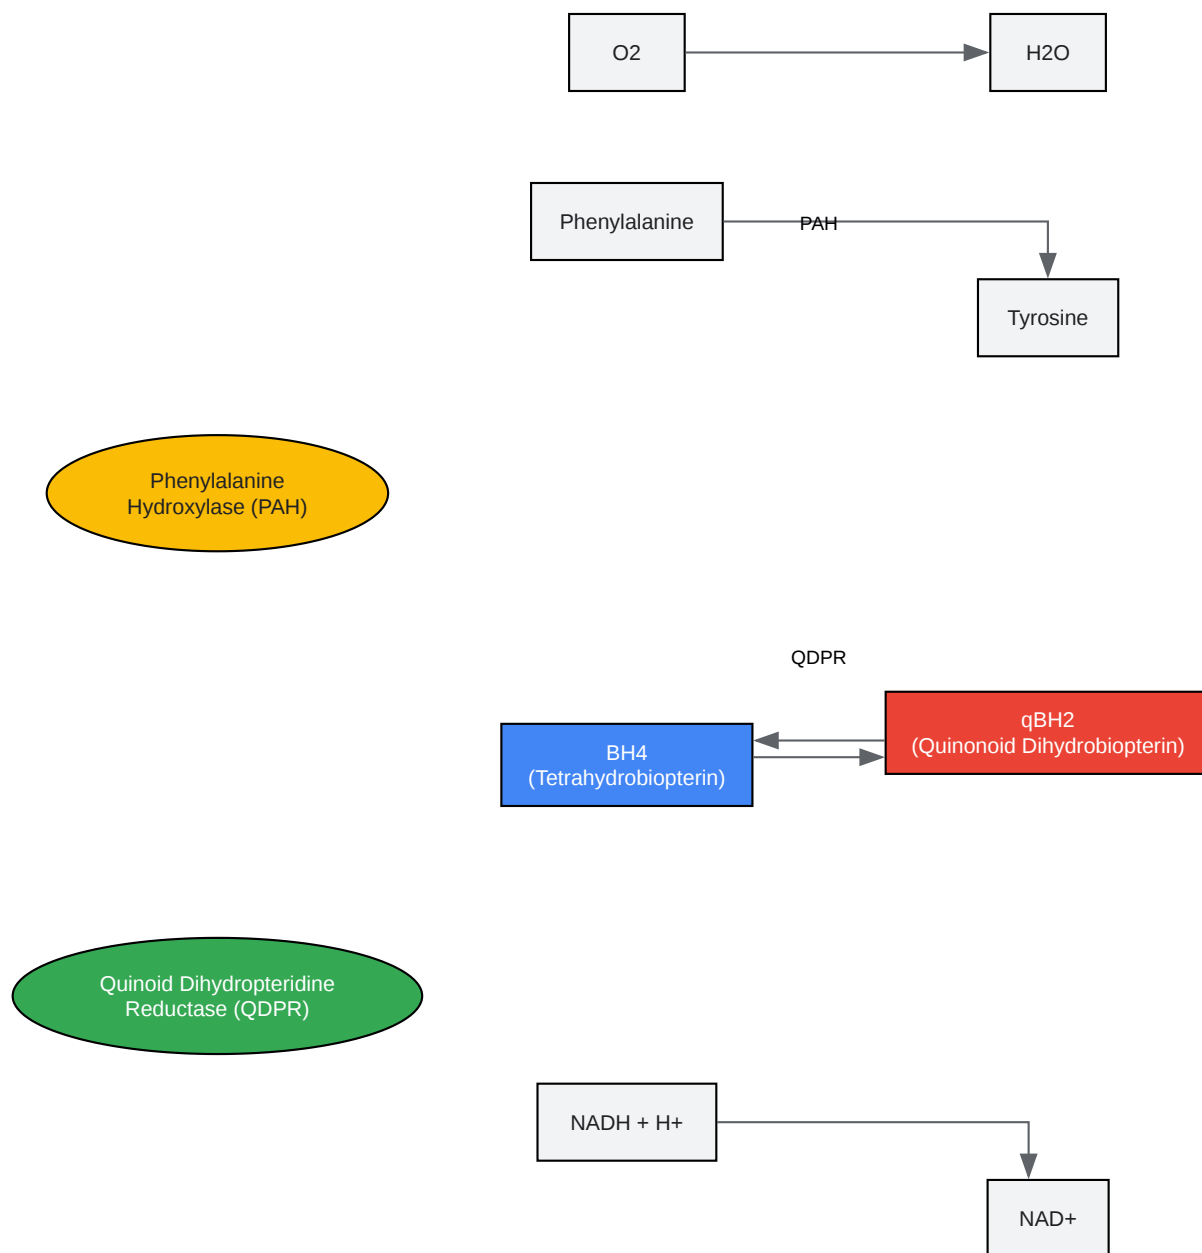 O2
H2O
Phenylalanine
PAH
Tyrosine
Phenylalanine
Hydroxylase (PAH)
QDPR
qBH2
(Quinonoid Dihydrobiopterin)
BH4
(Tetrahydrobiopterin)
Quinoid Dihydropteridine
Reductase (QDPR)
NADH + H+
NAD+